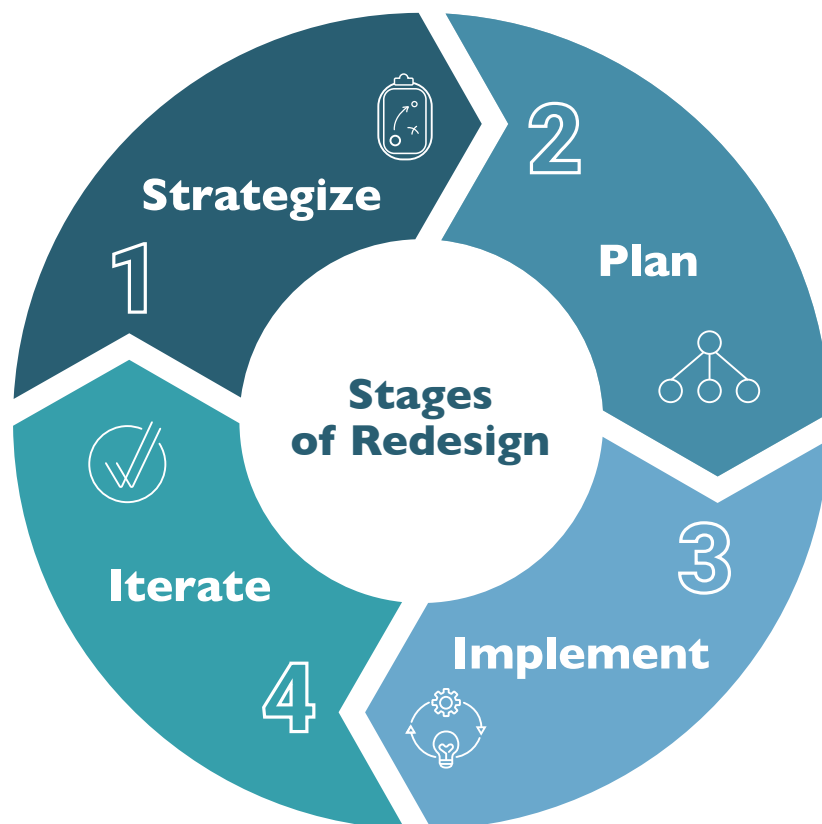 Stages
of Redesign
1
Strategize
2
Plan
3
Implement
4
Iterate